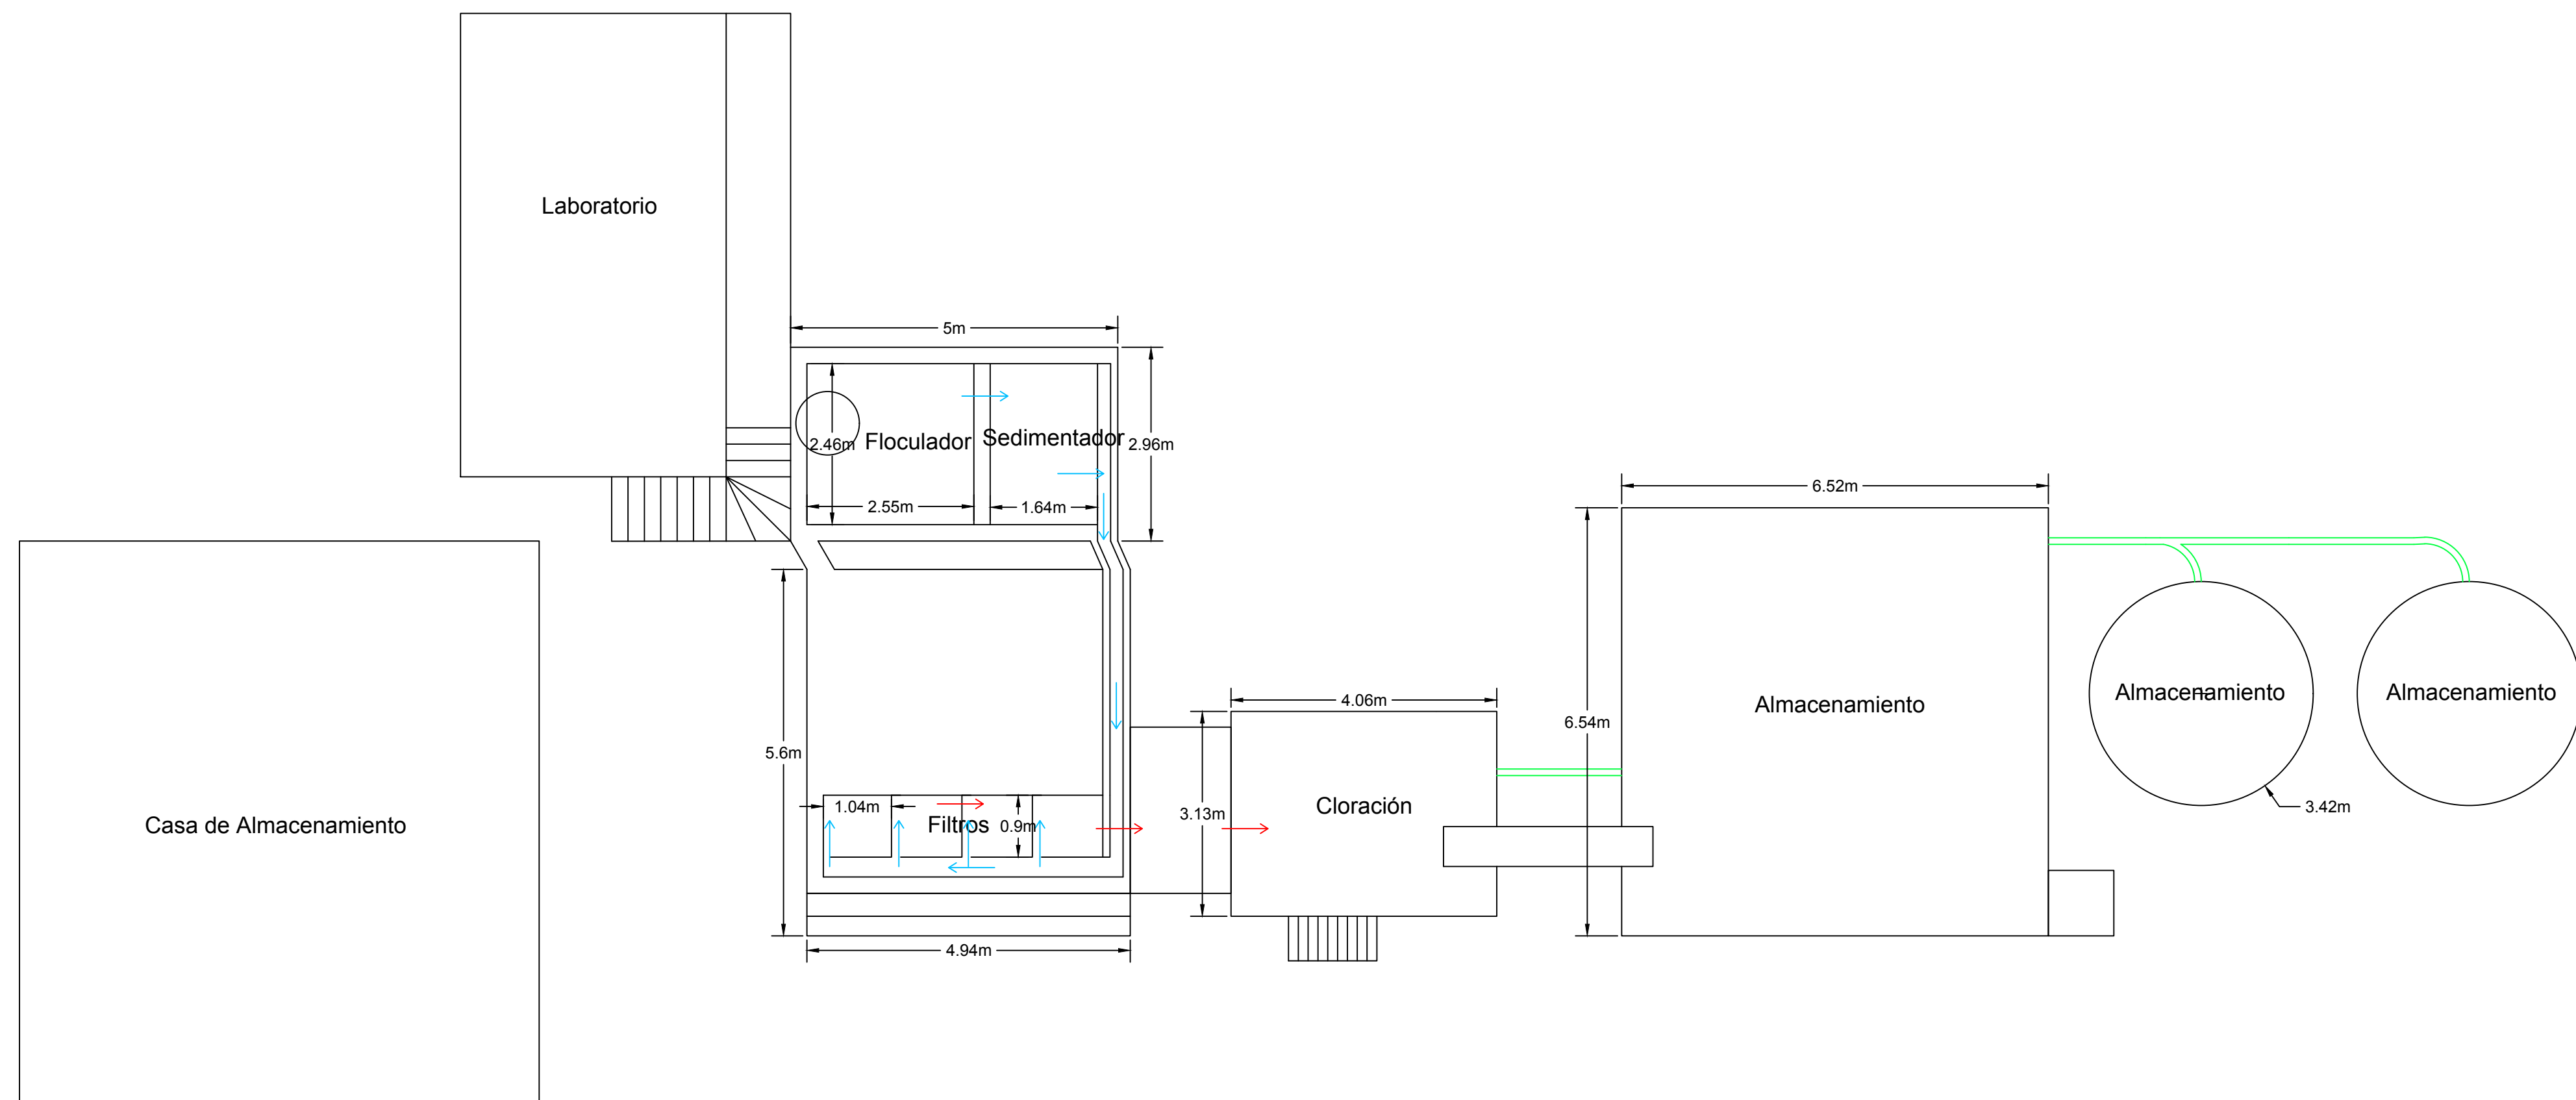 Laboratorio
5m
2.46m
Floculador
Sedimentador
2.96m
2.55m
1.64m
6.52m
Almacenamiento
Almacenamiento
Almacenamiento
4.06m
6.54m
5.6m
1.04m
Filtros
0.9m
3.13m
Cloración
3.42m
Casa de Almacenamiento
4.94m